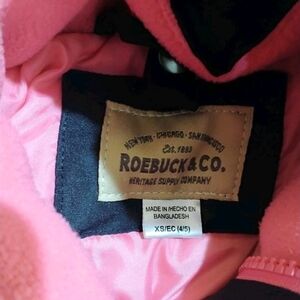 NEW YORK - CHICAGO - SAN FRANCISCO
Est. 1893
ROEBUCK & CO.
HERITAGE SUPPLY COMPANY
MADE IN/HECHO EN
BANGLADESH
XS/EC (4/5)